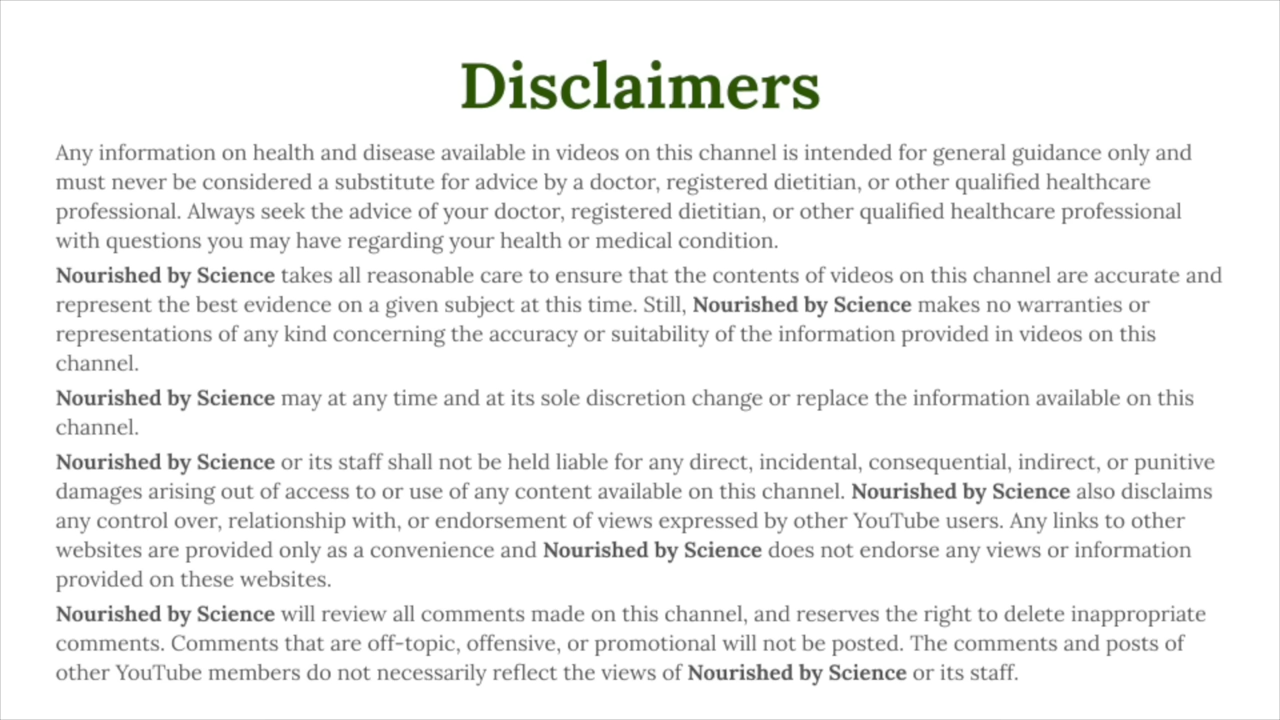 Disclaimers
Any information on health and disease available in videos on this channel is intended for general guidance only and
must never be considered a substitute for advice by a doctor, registered dietitian, or other qualified healthcare
professional. Always seek the advice of your doctor, registered dietitian, or other qualified healthcare professional
with questions you may have regarding your health or medical condition.
Nourished by Science takes all reasonable care to ensure that the contents of videos on this channel are accurate and
represent the best evidence on a given subject at this time. Still, Nourished by Science makes no warranties or
representations of any kind concerning the accuracy or suitability of the information provided in videos on this
channel.
Nourished by Science may at any time and at its sole discretion change or replace the information available on this
channel.
Nourished by Science or its staff shall not be held liable for any direct, incidental, consequential, indirect, or punitive
damages arising out of access to or use of any content available on this channel. Nourished by Science also disclaims
any control over, relationship with, or endorsement of views expressed by other YouTube users. Any links to other
websites are provided only as a convenience and Nourished by Science does not endorse any views or information
provided on these websites.
Nourished by Science will review all comments made on this channel, and reserves the right to delete inappropriate
comments. Comments that are off-topic, offensive, or promotional will not be posted. The comments and posts of
other YouTube members do not necessarily reflect the views of Nourished by Science or its staff.